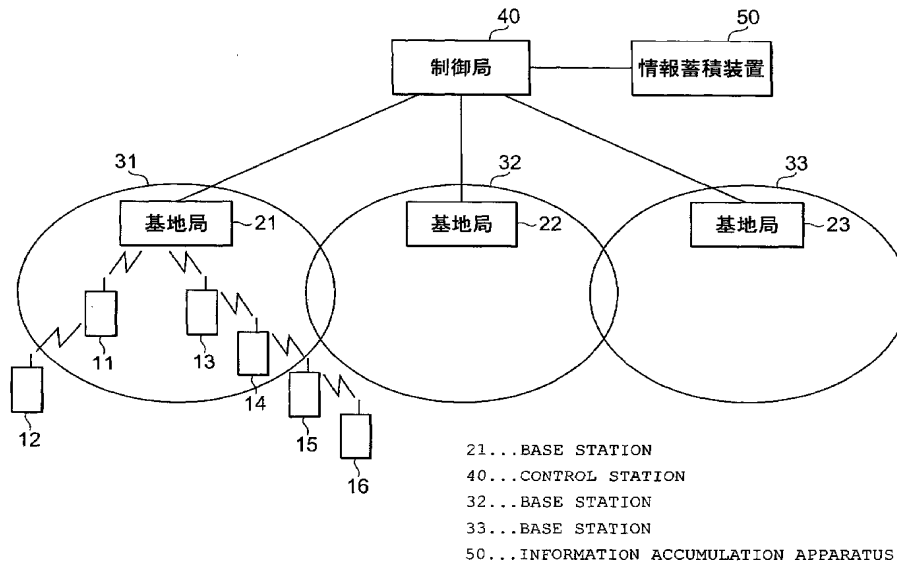 40
50
制御局
情報蓄積装置
31
32
33
基地局
21
基地局
22
基地局
23
11
13
12
14
15
16
21...BASE STATION
40...CONTROL STATION
32...BASE STATION
33...BASE STATION
50...INFORMATION ACCUMULATION APPARATUS